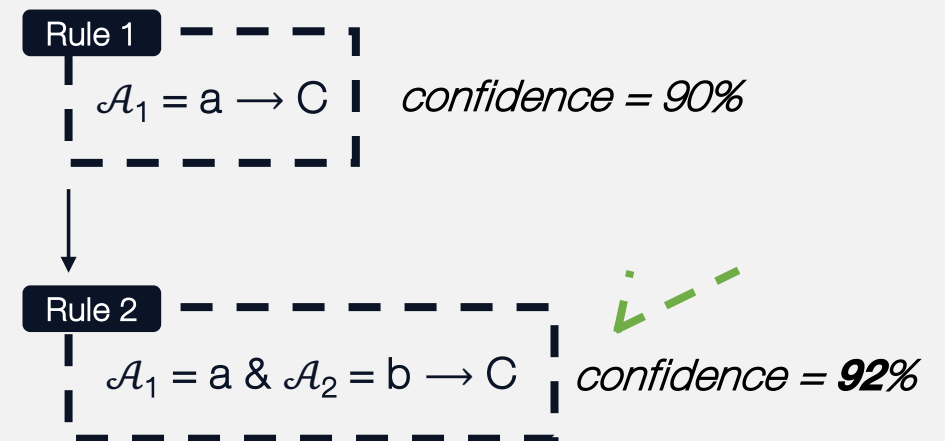 Rule 1
𝒜₁ = a ⟶ C
confidence = 90%
Rule 2
𝒜₁ = a & 𝒜₂ = b ⟶ C
confidence = 92%